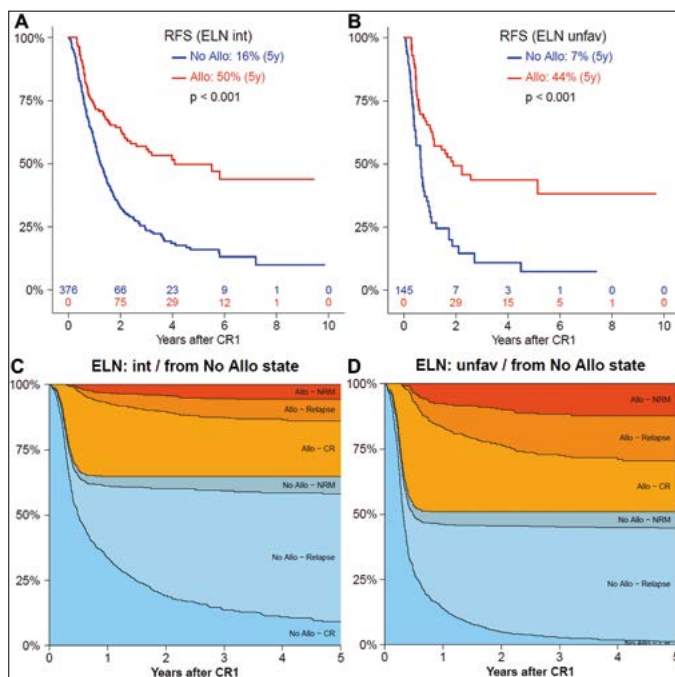 A
RFS (ELN int)
No Allo: 16% (5y)
Allo: 50% (5y)
p < 0.001
100%
75%
50%
25%
0%
376 66 23 9 1 0
0 75 29 12 1 0
0 2 4 6 8 10
Years after CR1
B
RFS (ELN unfav)
No Allo: 7% (5y)
Allo: 44% (5y)
p < 0.001
100%
75%
50%
25%
0%
145 7 3 1 0 0
0 29 15 5 1 0
0 2 4 6 8 10
Years after CR1
C
ELN: int / from No Allo state
100%
75%
50%
25%
0%
Allo – NRM
Allo – Relapse
Allo – CR
No Allo – NRM
No Allo – Relapse
No Allo – CR
0 1 2 3 4 5
Years after CR1
D
ELN: unfav / from No Allo state
100%
75%
50%
25%
0%
Allo – NRM
Allo – Relapse
Allo – CR
No Allo – NRM
No Allo – Relapse
No Allo –
0 1 2 3 4 5
Years after CR1